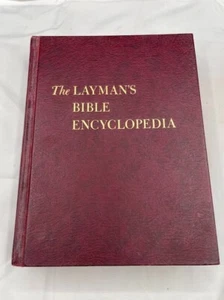 The LAYMAN'S
BIBLE
ENCYCLOPEDIA